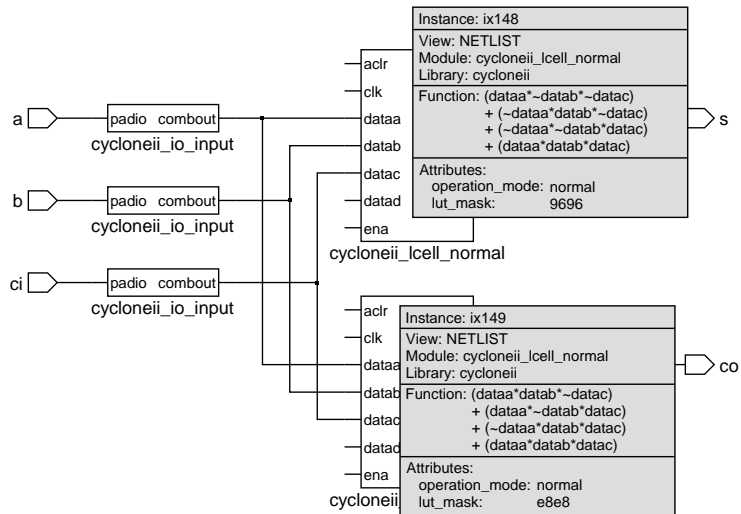 a
padio combout
cycloneii_io_input
b
padio combout
cycloneii_io_input
ci
padio combout
cycloneii_io_input
aclr
clk
dataa
datab
datac
datad
ena
cycloneii_lcell_normal
Instance: ix148
View: NETLIST
Module: cycloneii_lcell_normal
Library: cycloneii
Function: (dataa*~datab*~datac)
+ (~dataa*datab*~datac)
+ (~dataa*~datab*datac)
+ (dataa*datab*datac)
Attributes:
operation_mode: normal
lut_mask: 9696
s
aclr
clk
dataa
datab
datac
datad
ena
cycloneii_
Instance: ix149
View: NETLIST
Module: cycloneii_lcell_normal
Library: cycloneii
Function: (dataa*datab*~datac)
+ (dataa*~datab*datac)
+ (~dataa*datab*datac)
+ (dataa*datab*datac)
Attributes:
operation_mode: normal
lut_mask: e8e8
co